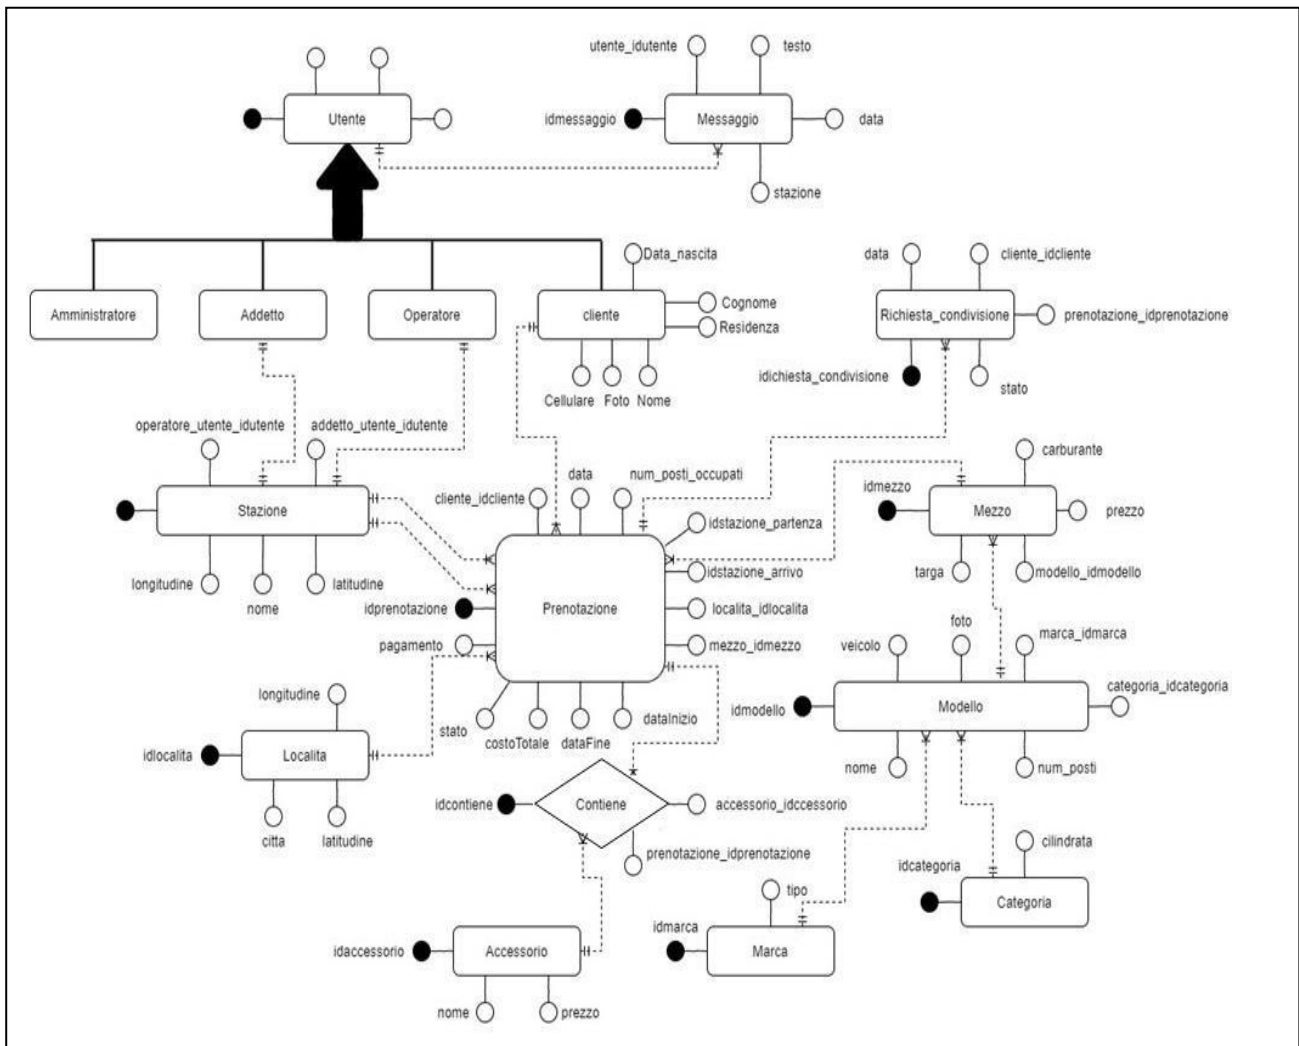 utente_idutente
testo
Utente
idmessaggio
Messaggio
data
stazione
Data_nascita
data
cliente_idcliente
Amministratore
Addetto
Operatore
cliente
Cognome
Residenza
Richiesta_condivisione
prenotazione_idprenotazione
Cellulare
Foto
Nome
idichiesta_condivisione
stato
operatore_utente_idutente
addetto_utente_idutente
carburante
cliente_idcliente
data
num_posti_occupati
idmezzo
Stazione
Mezzo
prezzo
idstazione_partenza
longitudine
nome
latitudine
idstazione_arrivo
targa
modello_idmodello
idprenotazione
Prenotazione
localita_idlocalita
pagamento
mezzo_idmezzo
veicolo
foto
marca_idmarca
longitudine
categoria_idcategoria
idmodello
Modello
stato
costoTotale
dataFine
dataInizio
idlocalita
Localita
nome
num_posti
citta
latitudine
idcontiene
Contiene
accessorio_idccessorio
prenotazione_idprenotazione
cilindrata
idcategoria
Categoria
tipo
idmarca
Marca
idaccessorio
Accessorio
nome
prezzo